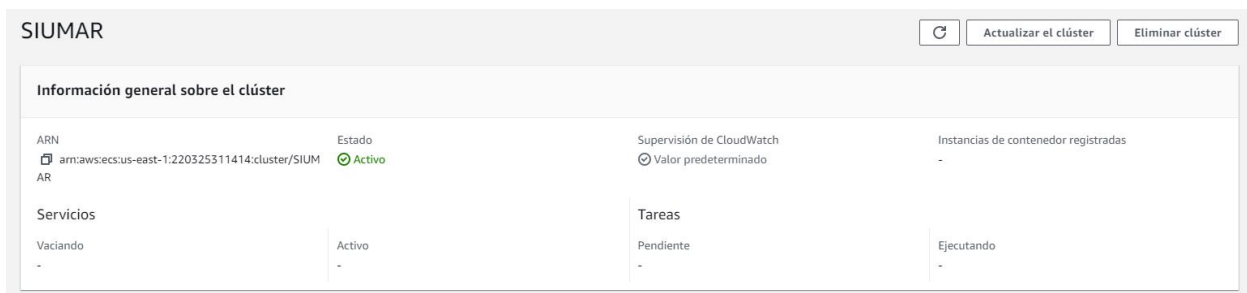 SIUMAR
Actualizar el clúster
Eliminar clúster
Información general sobre el clúster
ARN
arn:aws:ecs:us-east-1:220325311414:cluster/SIUM
AR
Estado
Activo
Supervisión de CloudWatch
Valor predeterminado
Instancias de contenedor registradas
-
Servicios
Tareas
Vaciando
-
Activo
-
Pendiente
-
Ejecutando
-